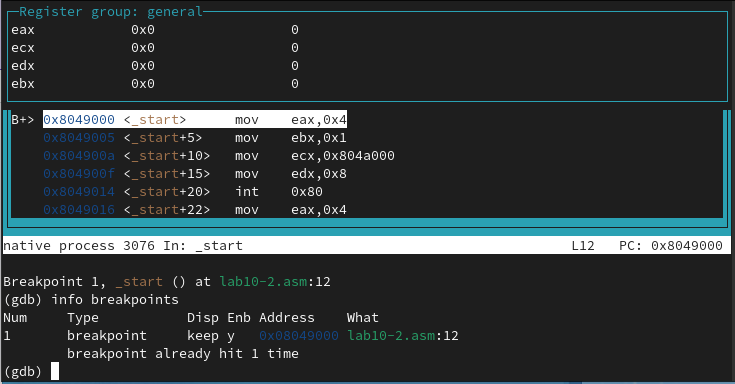 Register group: general
eax 0x0 0
ecx 0x0 0
edx 0x0 0
ebx 0x0 0
B+> 0x8049000 <_start> mov eax,0x4
0x8049005 <_start+5> mov ebx,0x1
0x804900a <_start+10> mov ecx,0x804a000
0x804900f <_start+15> mov edx,0x8
0x8049014 <_start+20> int 0x80
0x8049016 <_start+22> mov eax,0x4
native process 3076 In: _start L12 PC: 0x8049000
Breakpoint 1, _start () at lab10-2.asm:12
(gdb) info breakpoints
Num Type Disp Enb Address What
1 breakpoint keep y 0x08049000 lab10-2.asm:12
breakpoint already hit 1 time
(gdb)